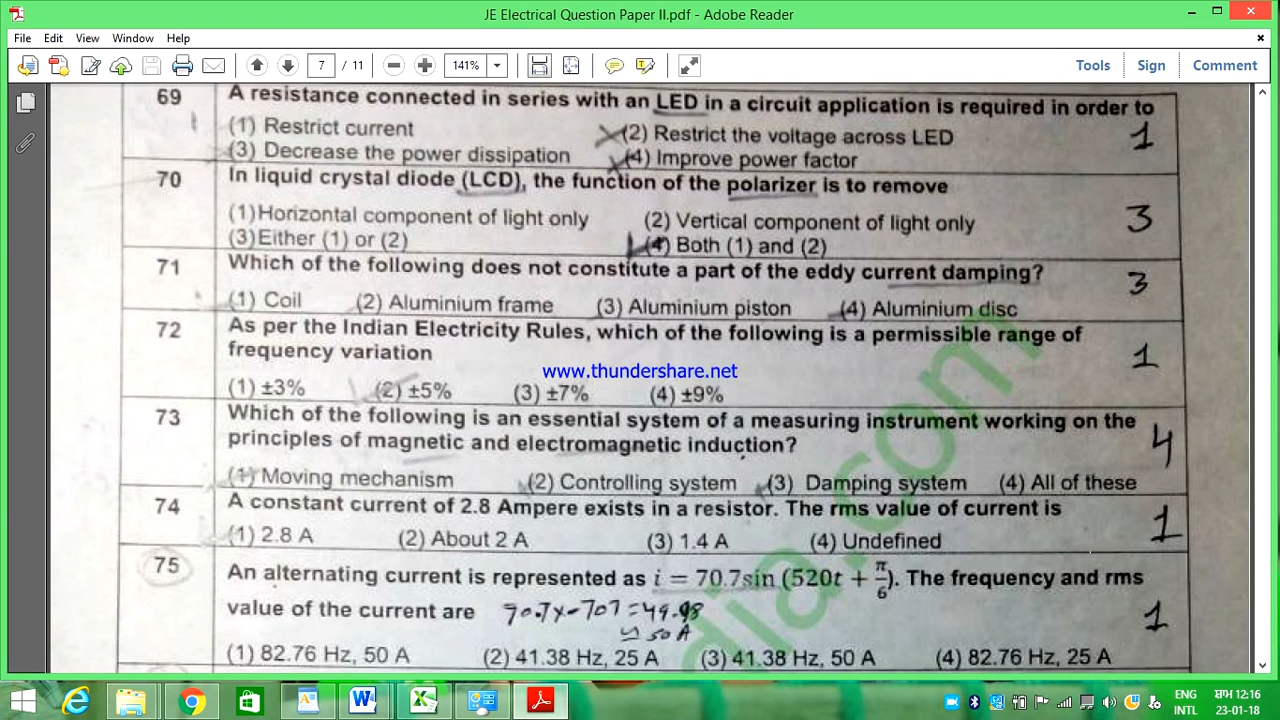 JE Electrical Question Paper II.pdf - Adobe Reader
File Edit View Window Help
7 / 11 141% Tools Sign Comment
69 A resistance connected in series with an LED in a circuit application is required in order to
(1) Restrict current (2) Restrict the voltage across LED 1
(3) Decrease the power dissipation (4) Improve power factor
70 In liquid crystal diode (LCD), the function of the polarizer is to remove
(1)Horizontal component of light only (2) Vertical component of light only 3
(3)Either (1) or (2) (4) Both (1) and (2)
71 Which of the following does not constitute a part of the eddy current damping? 3
(1) Coil (2) Aluminium frame (3) Aluminium piston (4) Aluminium disc
72 As per the Indian Electricity Rules, which of the following is a permissible range of
frequency variation 1
www.thundershare.net
(1) ±3% (2) ±5% (3) ±7% (4) ±9%
73 Which of the following is an essential system of a measuring instrument working on the
principles of magnetic and electromagnetic induction? 4
(1) Moving mechanism (2) Controlling system (3) Damping system (4) All of these
74 A constant current of 2.8 Ampere exists in a resistor. The rms value of current is
(1) 2.8 A (2) About 2 A (3) 1.4 A (4) Undefined 1
75 An alternating current is represented as i = 70.7sin (520t + π/6). The frequency and rms
value of the current are 70.7x.707 = 49.98 1
≈ 50 A
(1) 82.76 Hz, 50 A (2) 41.38 Hz, 25 A (3) 41.38 Hz, 50 A (4) 82.76 Hz, 25 A
dia.com
ENG 12:16
INTL 23-01-18